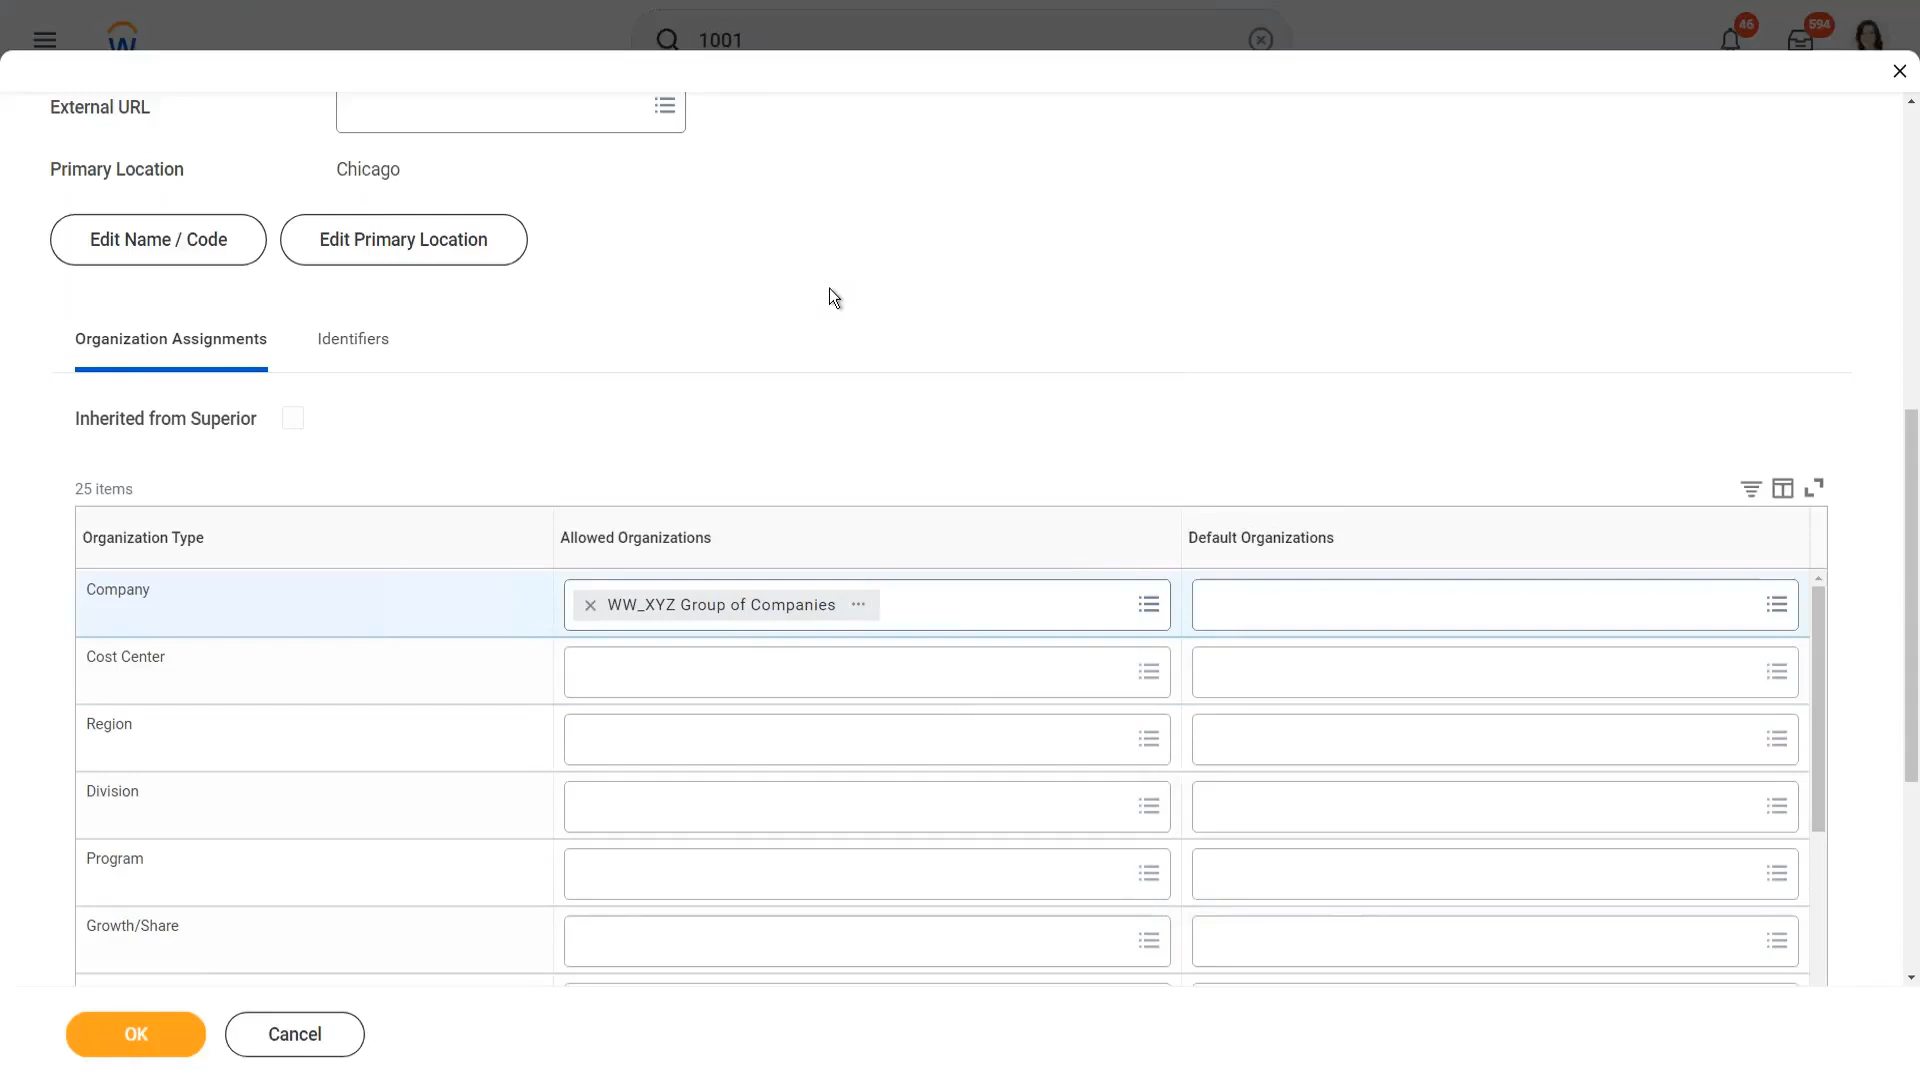 W
1001
46
594
External URL
Primary Location Chicago
Edit Name / Code Edit Primary Location
Organization Assignments Identifiers
Inherited from Superior
25 items
Organization Type Allowed Organizations Default Organizations
Company WW_XYZ Group of Companies
Cost Center
Region
Division
Program
Growth/Share
OK Cancel